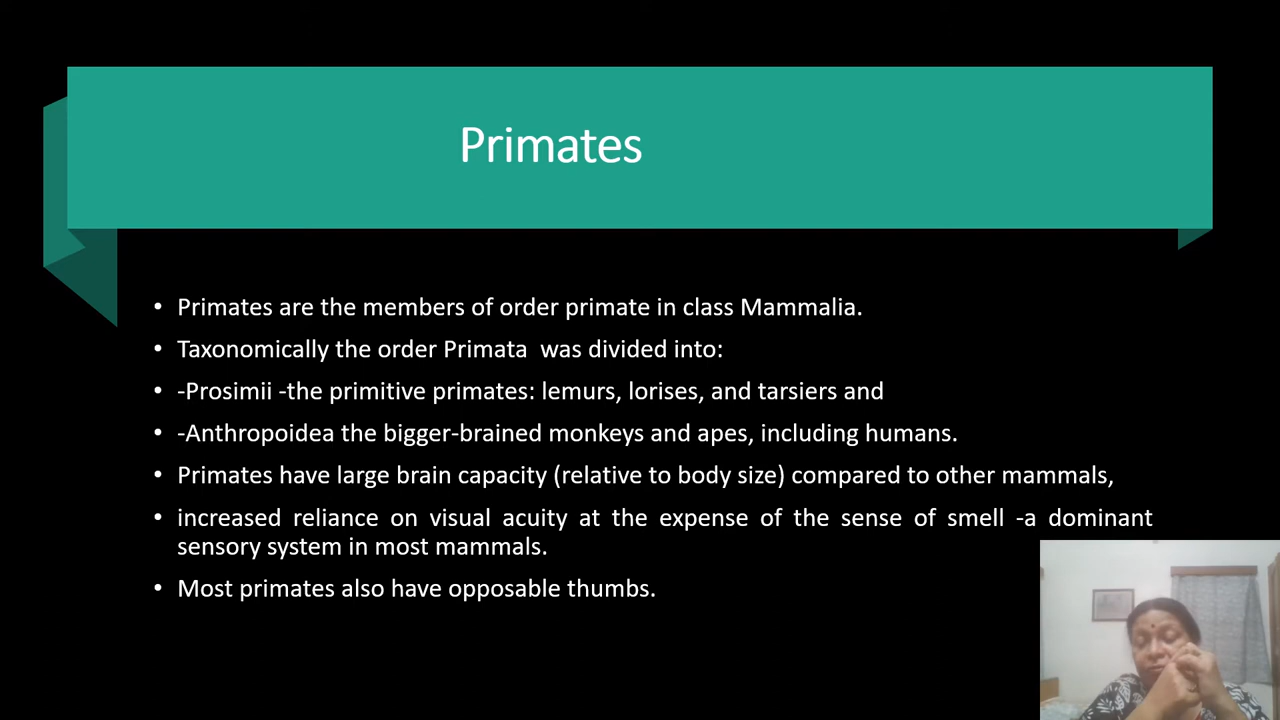 Primates
• Primates are the members of order primate in class Mammalia.
• Taxonomically the order Primata was divided into:
• -Prosimii -the primitive primates: lemurs, lorises, and tarsiers and
• -Anthropoidea the bigger-brained monkeys and apes, including humans.
• Primates have large brain capacity (relative to body size) compared to other mammals,
• increased reliance on visual acuity at the expense of the sense of smell -a dominant
sensory system in most mammals.
• Most primates also have opposable thumbs.